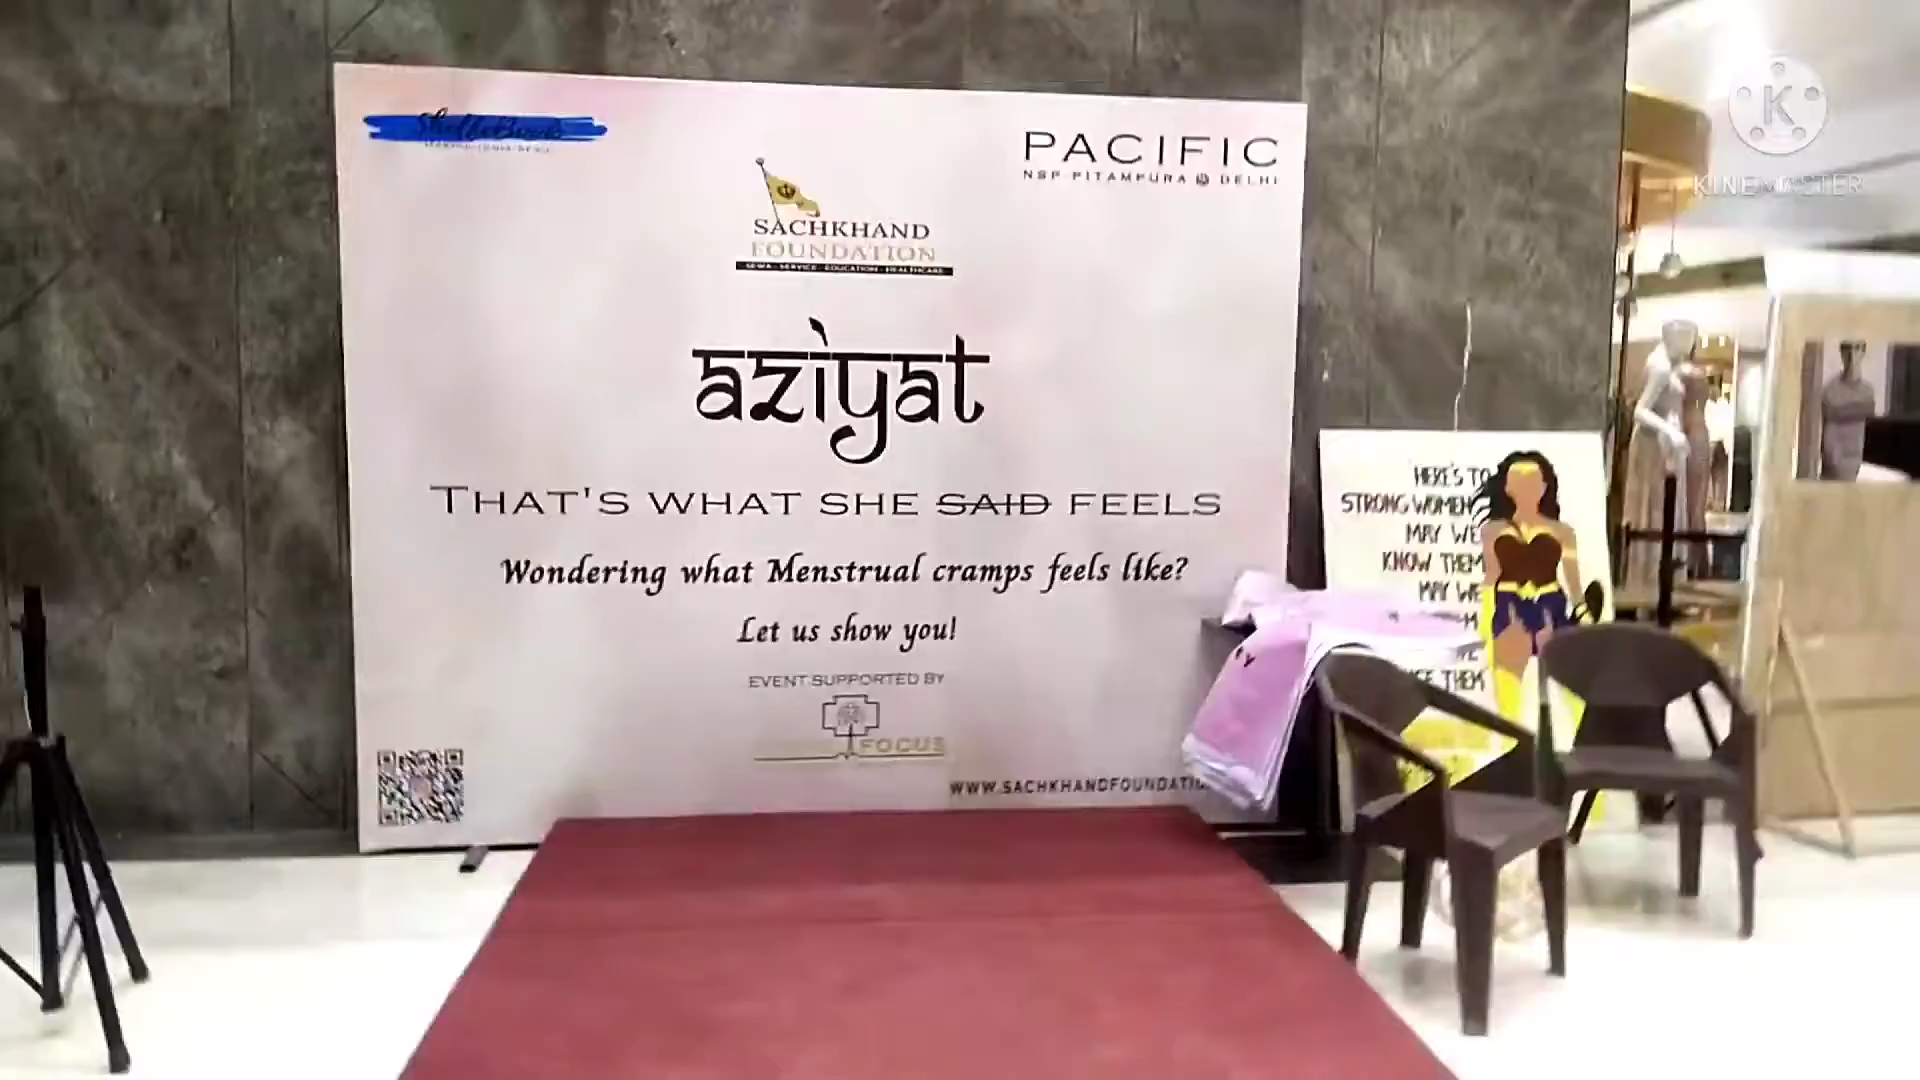 PACIFIC
NSP PITAMPURA DELHI
SACHKHAND
FOUNDATION
SEWA - SERVICE - EDUCATION - HEALTHCARE
aziyat
THAT'S WHAT SHE SAID FEELS
Wondering what Menstrual cramps feels like?
Let us show you!
EVENT SUPPORTED BY
FOCUS
WWW.SACHKHANDFOUNDATI
HERE'S TO
STRONG WOMEN
MAY WE
KNOW THEM
MAY WE
THEM
K
KINEMASTER